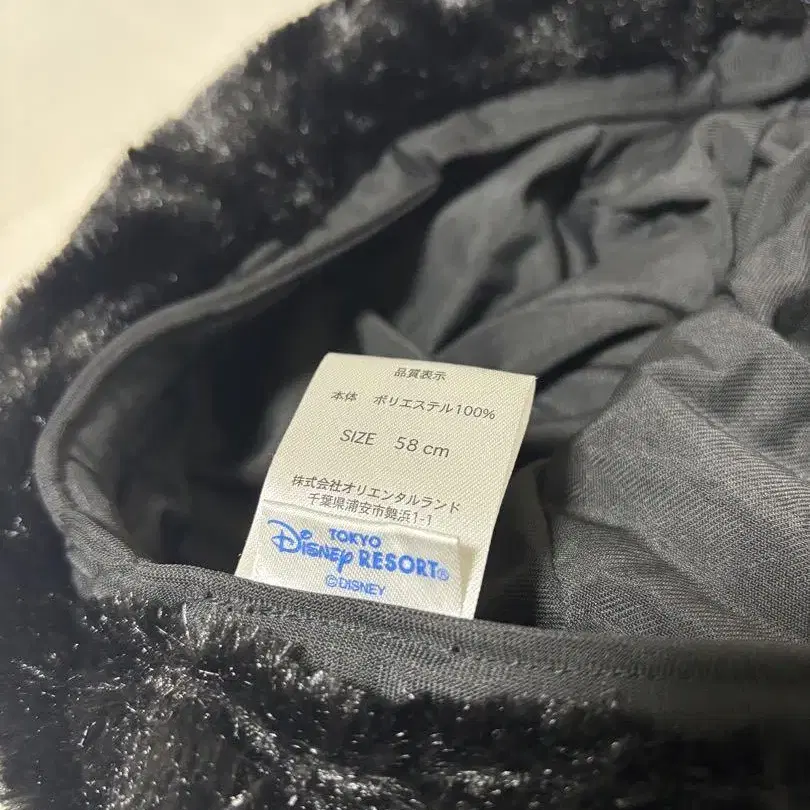 品質表示
本体 ポリエステル100%
SIZE 58 cm
株式会社オリエンタルランド
千葉県浦安市舞浜1-1
TOKYO
Disney RESORT®
©DISNEY